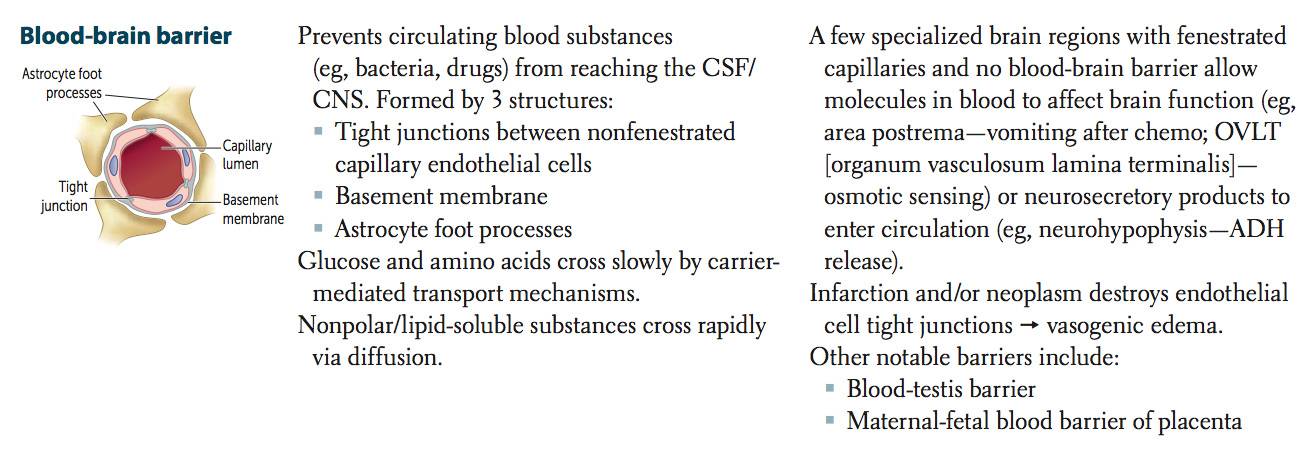 Blood-brain barrier
Astrocyte foot
processes
Capillary
lumen
Tight
junction
Basement
membrane
Prevents circulating blood substances
(eg, bacteria, drugs) from reaching the CSF/
CNS. Formed by 3 structures:
▪ Tight junctions between nonfenestrated
capillary endothelial cells
▪ Basement membrane
▪ Astrocyte foot processes
Glucose and amino acids cross slowly by carrier-
mediated transport mechanisms.
Nonpolar/lipid-soluble substances cross rapidly
via diffusion.
A few specialized brain regions with fenestrated
capillaries and no blood-brain barrier allow
molecules in blood to affect brain function (eg,
area postrema—vomiting after chemo; OVLT
[organum vasculosum lamina terminalis]—
osmotic sensing) or neurosecretory products to
enter circulation (eg, neurohypophysis—ADH
release).
Infarction and/or neoplasm destroys endothelial
cell tight junctions → vasogenic edema.
Other notable barriers include:
▪ Blood-testis barrier
▪ Maternal-fetal blood barrier of placenta